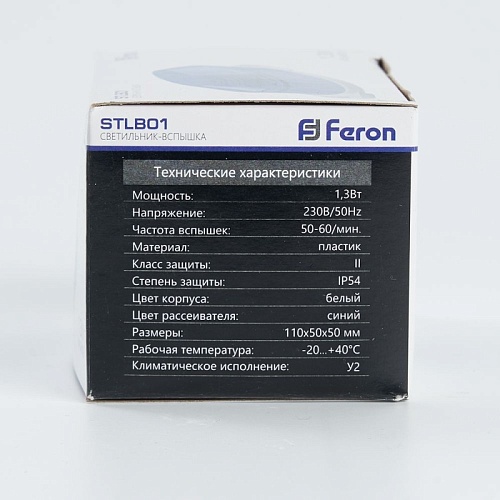 STLB01
СВЕТИЛЬНИК-ВСПЫШКА
Feron
Технические характеристики
Мощность: 1,3Вт
Напряжение: 230В/50Hz
Частота вспышек: 50-60/мин.
Материал: пластик
Класс защиты: II
Степень защиты: IP54
Цвет корпуса: белый
Цвет рассеивателя: синий
Размеры: 110х50х50 мм
Рабочая температура: -20...+40°C
Климатическое исполнение: У2